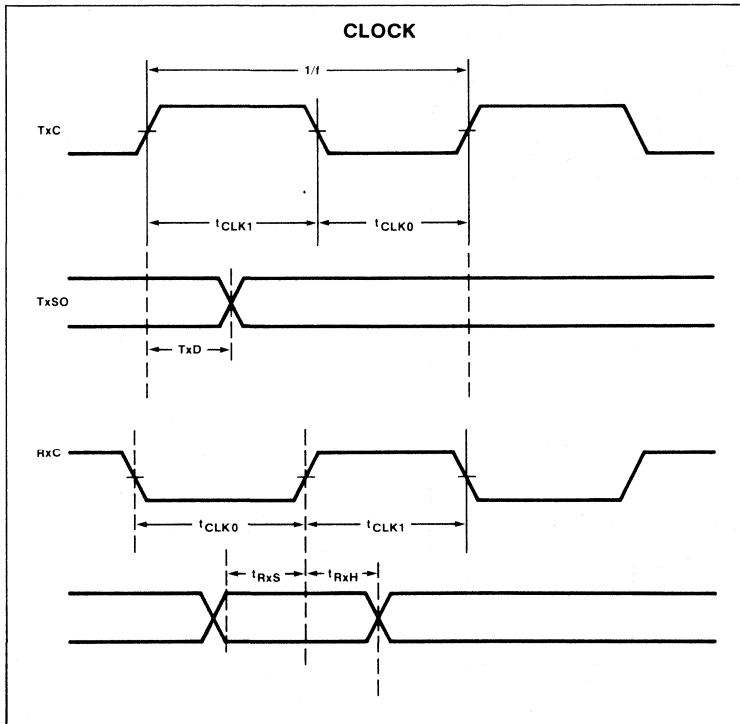 CLOCK
1/f
TxC
tCLK1
tCLK0
TxSO
TxD
RxC
tCLK0
tCLK1
tRxS
tRxH